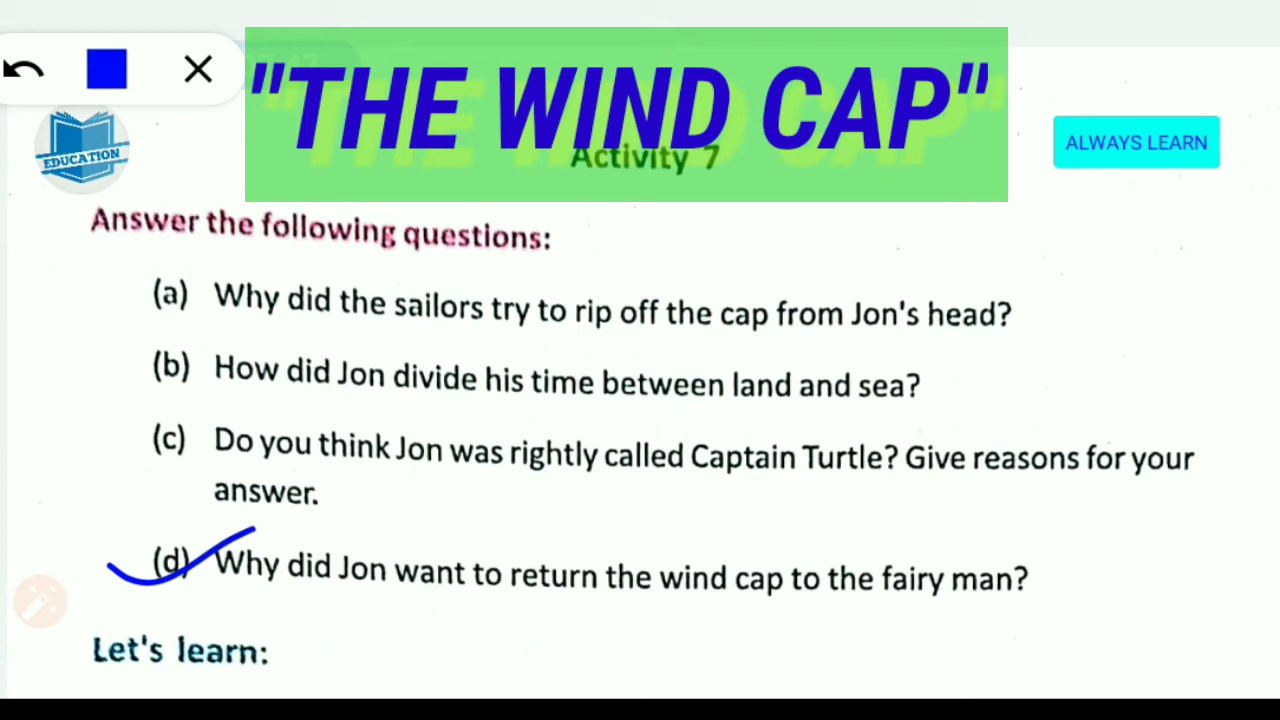 "THE WIND CAP"
Activity 7
ALWAYS LEARN
EDUCATION
Answer the following questions:
(a) Why did the sailors try to rip off the cap from Jon's head?
(b) How did Jon divide his time between land and sea?
(c) Do you think Jon was rightly called Captain Turtle? Give reasons for your
answer.
(d) Why did Jon want to return the wind cap to the fairy man?
Let's learn: